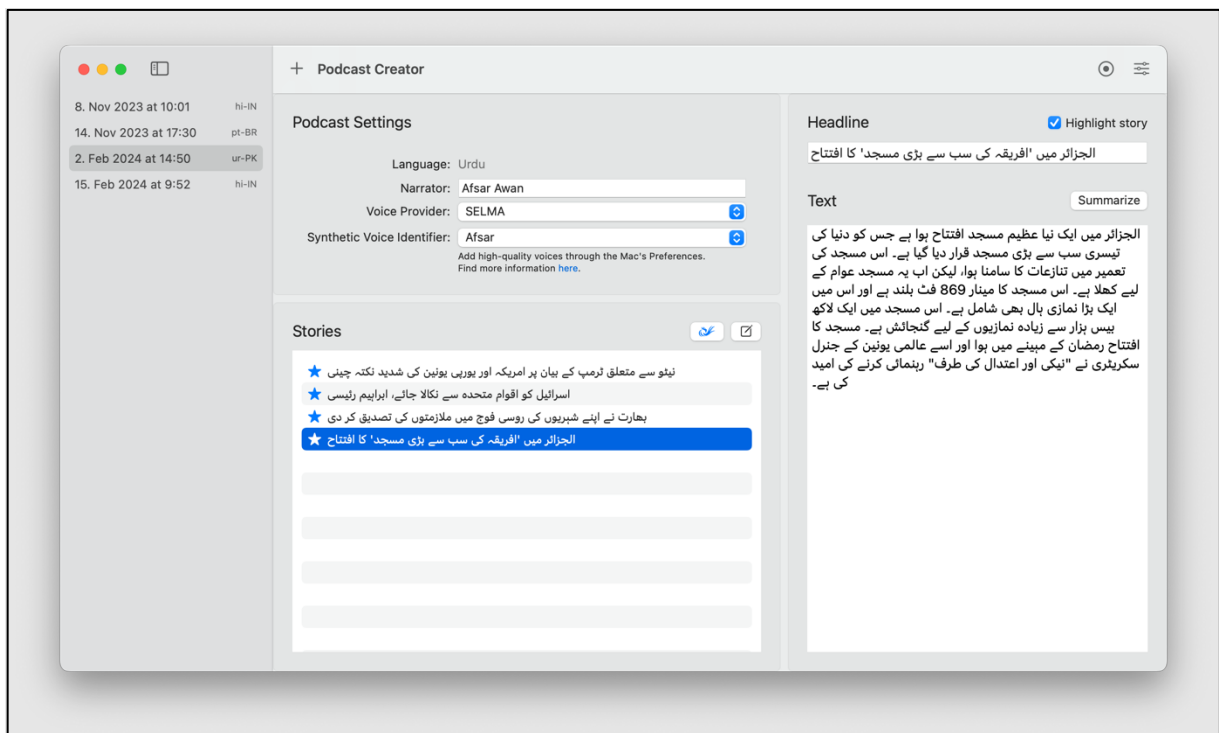 Podcast Creator
8. Nov 2023 at 10:01 hi-IN
14. Nov 2023 at 17:30 pt-BR
2. Feb 2024 at 14:50 ur-PK
15. Feb 2024 at 9:52 hi-IN
Podcast Settings
Language: Urdu
Narrator: Afsar Awan
Voice Provider: SELMA
Synthetic Voice Identifier: Afsar
Add high-quality voices through the Mac's Preferences.
Find more information here.
Stories
نیٹو سے متعلق ٹرمپ کے بیان پر امریکہ اور یورپی یونین کی شدید نکتہ چینی
اسرائیل کو اقوام متحدہ سے نکالا جائے، ابراہیم رئیسی
بھارت نے اپنے شہریوں کی روسی فوج میں ملازمتوں کی تصدیق کر دی
الجزائر میں 'افریقہ کی سب سے بڑی مسجد' کا افتتاح
Headline
Highlight story
الجزائر میں 'افریقہ کی سب سے بڑی مسجد' کا افتتاح
Text
Summarize
الجزائر میں ایک نیا عظیم مسجد افتتاح ہوا ہے جس کو دنیا کی
تیسری سب سے بڑی مسجد قرار دیا گیا ہے۔ اس مسجد کی
تعمیر میں تنازعات کا سامنا ہوا، لیکن اب یہ مسجد عوام کے
لیے کھلا ہے۔ اس مسجد کا مینار 869 فٹ بلند ہے اور اس میں
ایک بڑا نمازی ہال بھی شامل ہے۔ اس مسجد میں ایک لاکھ
بیس ہزار سے زیادہ نمازیوں کے لیے گنجائش ہے۔ مسجد کا
افتتاح رمضان کے مہینے میں ہوا اور اسے عالمی یونین کے جنرل
سکریٹری نے "نیکی اور اعتدال کی طرف" رہنمائی کرنے کی امید
کی ہے۔